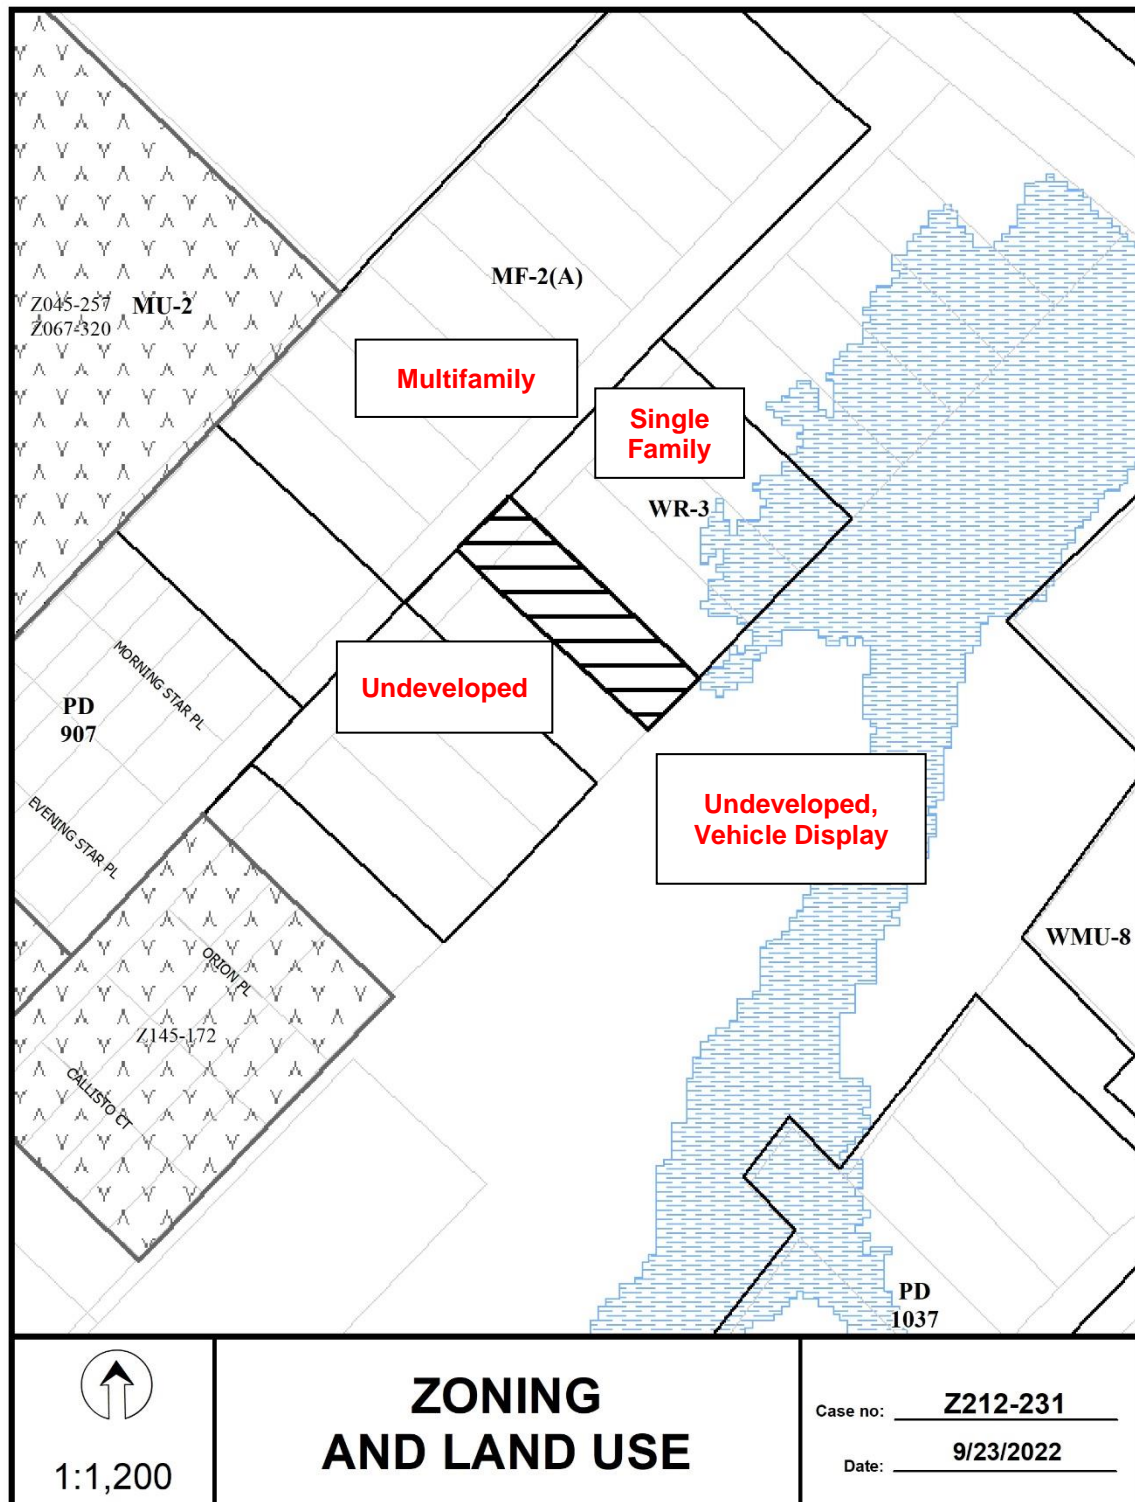 MF-2(A)
Z045-257
MU-2
Z067-320
Multifamily
Single
Family
WR-3
MORNING STAR PL
Undeveloped
PD
907
EVENING STAR PL
Undeveloped,
Vehicle Display
WMU-8
ORION PL
Z145-172
CALLISTO CT
PD
1037
1:1,200
ZONING
AND LAND USE
Case no: Z212-231
Date: 9/23/2022